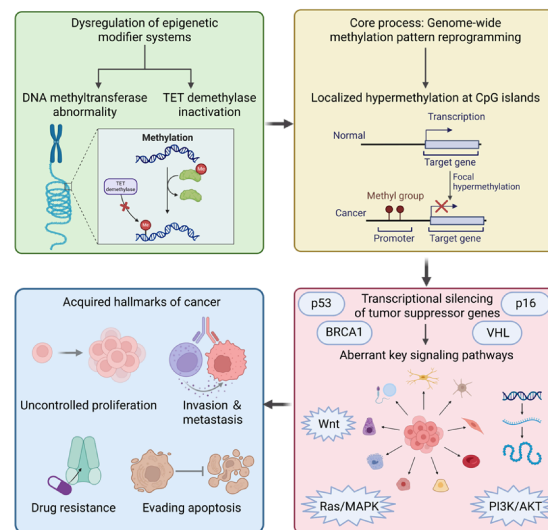 Dysregulation of epigenetic
modifier systems
DNA methyltransferase
abnormality
TET demethylase
inactivation
Methylation
Me
TET
demethylase
Me
Core process: Genome-wide
methylation pattern reprogramming
Localized hypermethylation at CpG islands
Transcription
Normal
Target gene
Focal
hypermethylation
Methyl group
Cancer
Promoter
Target gene
Acquired hallmarks of cancer
Uncontrolled proliferation
Invasion &
metastasis
Drug resistance
Evading apoptosis
p53
Transcriptional silencing
of tumor suppressor genes
p16
BRCA1
VHL
Aberrant key signaling pathways
Wnt
Ras/MAPK
PI3K/AKT